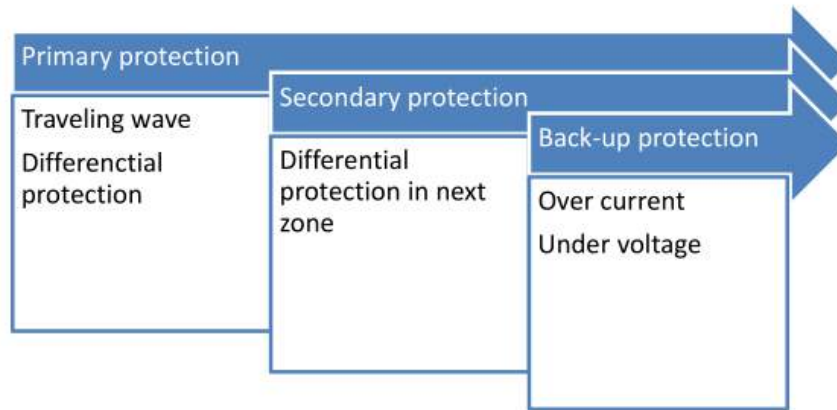 Primary protection
Traveling wave
Differenctial
protection
Secondary protection
Differential
protection in next
zone
Back-up protection
Over current
Under voltage